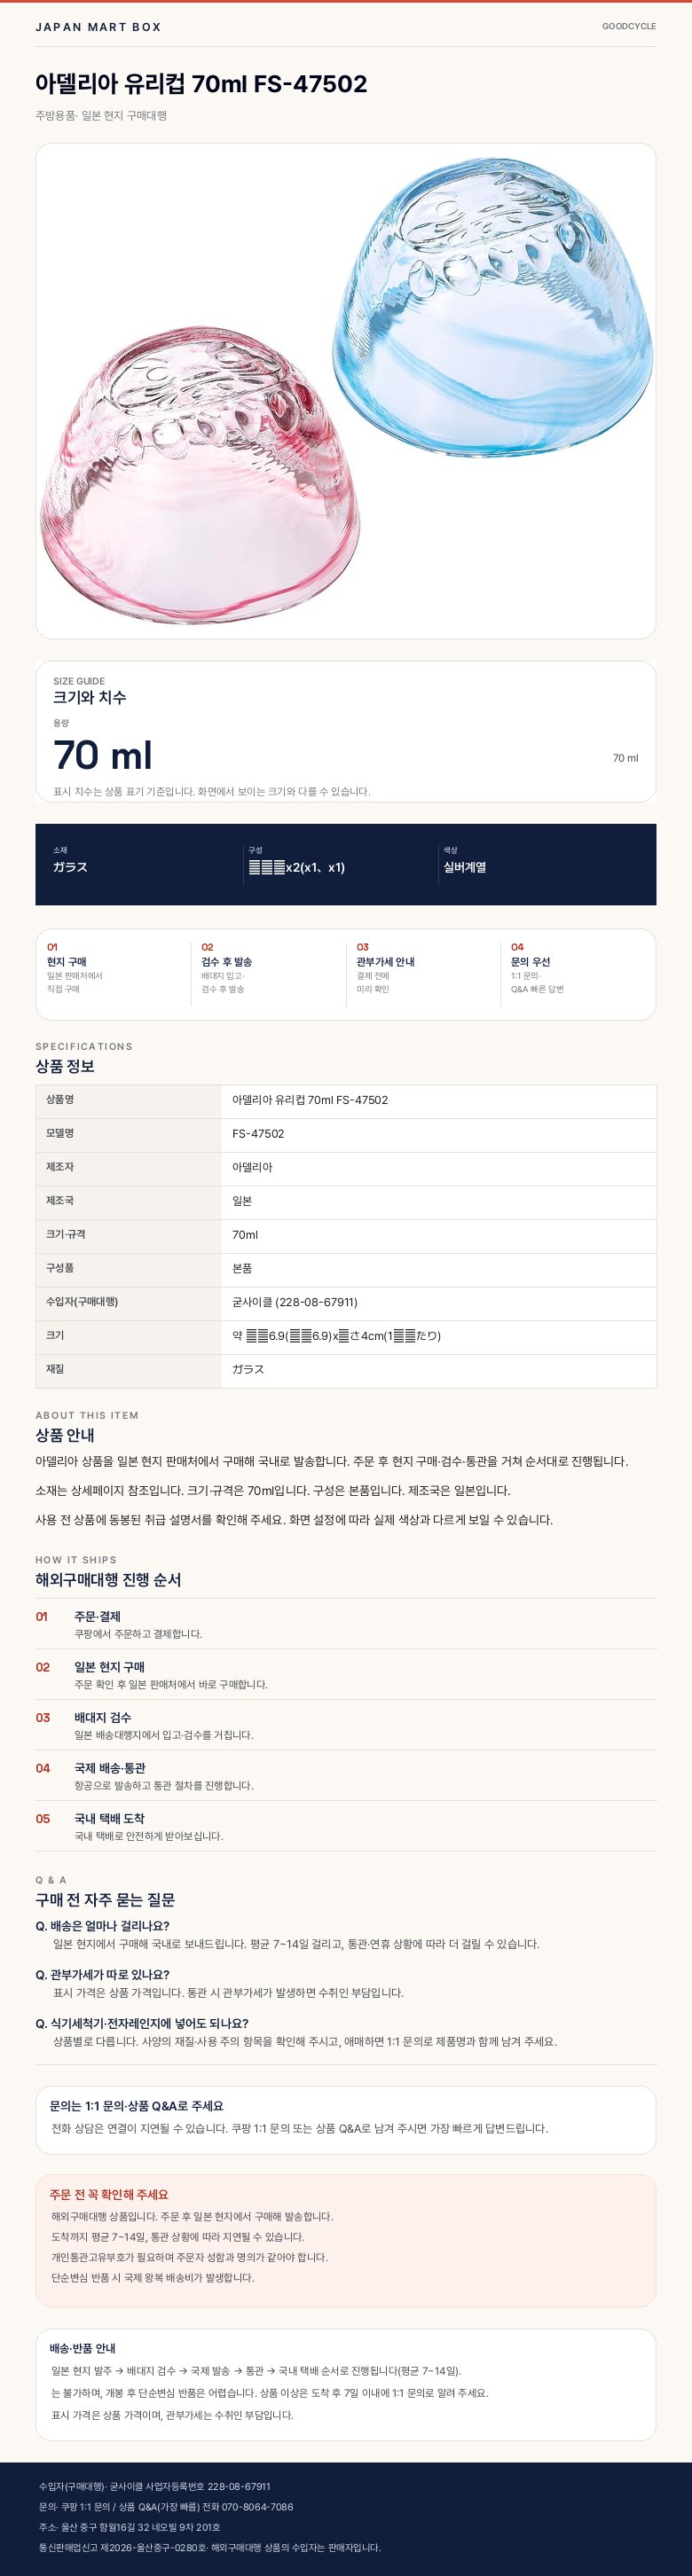 JAPAN MART BOX
GOODCYCLE
아델리아 유리컵 70ml FS-47502
주방용품· 일본 현지 구매대행
SIZE GUIDE
크기와 치수
용량
70 ml
70 ml
표시 치수는 상품 표기 기준입니다. 화면에서 보이는 크기와 다를 수 있습니다.
소재
구성
색상
ガラス
x2(x1、x1)
실버계열
01
02
03
04
현지 구매
검수 후 발송
관부가세 안내
문의 우선
일본 판매처에서
배대지 입고·
결제 전에
1:1 문의·
직접 구매
검수 후 발송
미리 확인
Q&A 빠른 답변
SPECIFICATIONS
상품 정보
상품명 아델리아 유리컵 70ml FS-47502
모델명 FS-47502
제조자 아델리아
제조국 일본
크기·규격 70ml
구성품 본품
수입자(구매대행) 굳사이클 (228-08-67911)
크기 약 6.9(6.9)xさ4cm(1たり)
재질 ガラス
ABOUT THIS ITEM
상품 안내
아델리아 상품을 일본 현지 판매처에서 구매해 국내로 발송합니다. 주문 후 현지 구매·검수·통관을 거쳐 순서대로 진행됩니다.
소재는 상세페이지 참조입니다. 크기·규격은 70ml입니다. 구성은 본품입니다. 제조국은 일본입니다.
사용 전 상품에 동봉된 취급 설명서를 확인해 주세요. 화면 설정에 따라 실제 색상과 다르게 보일 수 있습니다.
HOW IT SHIPS
해외구매대행 진행 순서
01 주문·결제
쿠팡에서 주문하고 결제합니다.
02 일본 현지 구매
주문 확인 후 일본 판매처에서 바로 구매합니다.
03 배대지 검수
일본 배송대행지에서 입고·검수를 거칩니다.
04 국제 배송·통관
항공으로 발송하고 통관 절차를 진행합니다.
05 국내 택배 도착
국내 택배로 안전하게 받아보십니다.
Q & A
구매 전 자주 묻는 질문
Q. 배송은 얼마나 걸리나요?
일본 현지에서 구매해 국내로 보내드립니다. 평균 7~14일 걸리고, 통관·연휴 상황에 따라 더 걸릴 수 있습니다.
Q. 관부가세가 따로 있나요?
표시 가격은 상품 가격입니다. 통관 시 관부가세가 발생하면 수취인 부담입니다.
Q. 식기세척기·전자레인지에 넣어도 되나요?
상품별로 다릅니다. 사양의 재질·사용 주의 항목을 확인해 주시고, 애매하면 1:1 문의로 제품명과 함께 남겨 주세요.
문의는 1:1 문의·상품 Q&A로 주세요
전화 상담은 연결이 지연될 수 있습니다. 쿠팡 1:1 문의 또는 상품 Q&A로 남겨 주시면 가장 빠르게 답변드립니다.
주문 전 꼭 확인해 주세요
해외구매대행 상품입니다. 주문 후 일본 현지에서 구매해 발송합니다.
도착까지 평균 7~14일, 통관 상황에 따라 지연될 수 있습니다.
개인통관고유부호가 필요하며 주문자 성함과 명의가 같아야 합니다.
단순변심 반품 시 국제 왕복 배송비가 발생합니다.
배송·반품 안내
일본 현지 발주 → 배대지 검수 → 국제 발송 → 통관 → 국내 택배 순서로 진행됩니다(평균 7~14일).
는 불가하며, 개봉 후 단순변심 반품은 어렵습니다. 상품 이상은 도착 후 7일 이내에 1:1 문의로 알려 주세요.
표시 가격은 상품 가격이며, 관부가세는 수취인 부담입니다.
수입자(구매대행)· 굳사이클 사업자등록번호 228-08-67911
문의· 쿠팡 1:1 문의 / 상품 Q&A(가장 빠름) 전화 070-8064-7086
주소· 울산 중구 함월16길 32 네오빌 9차 201호
통신판매업신고 제2026-울산중구-0280호· 해외구매대행 상품의 수입자는 판매자입니다.